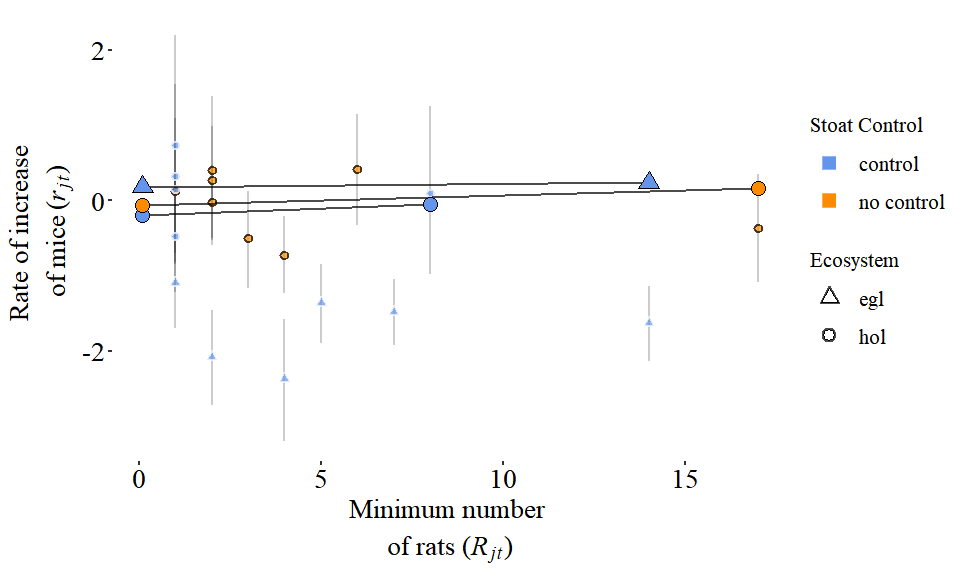 2
0
-2
Rate of increase
of mice (r_jt)
0 5 10 15
Minimum number
of rats (R_jt)
Stoat Control
control
no control
Ecosystem
egl
hol